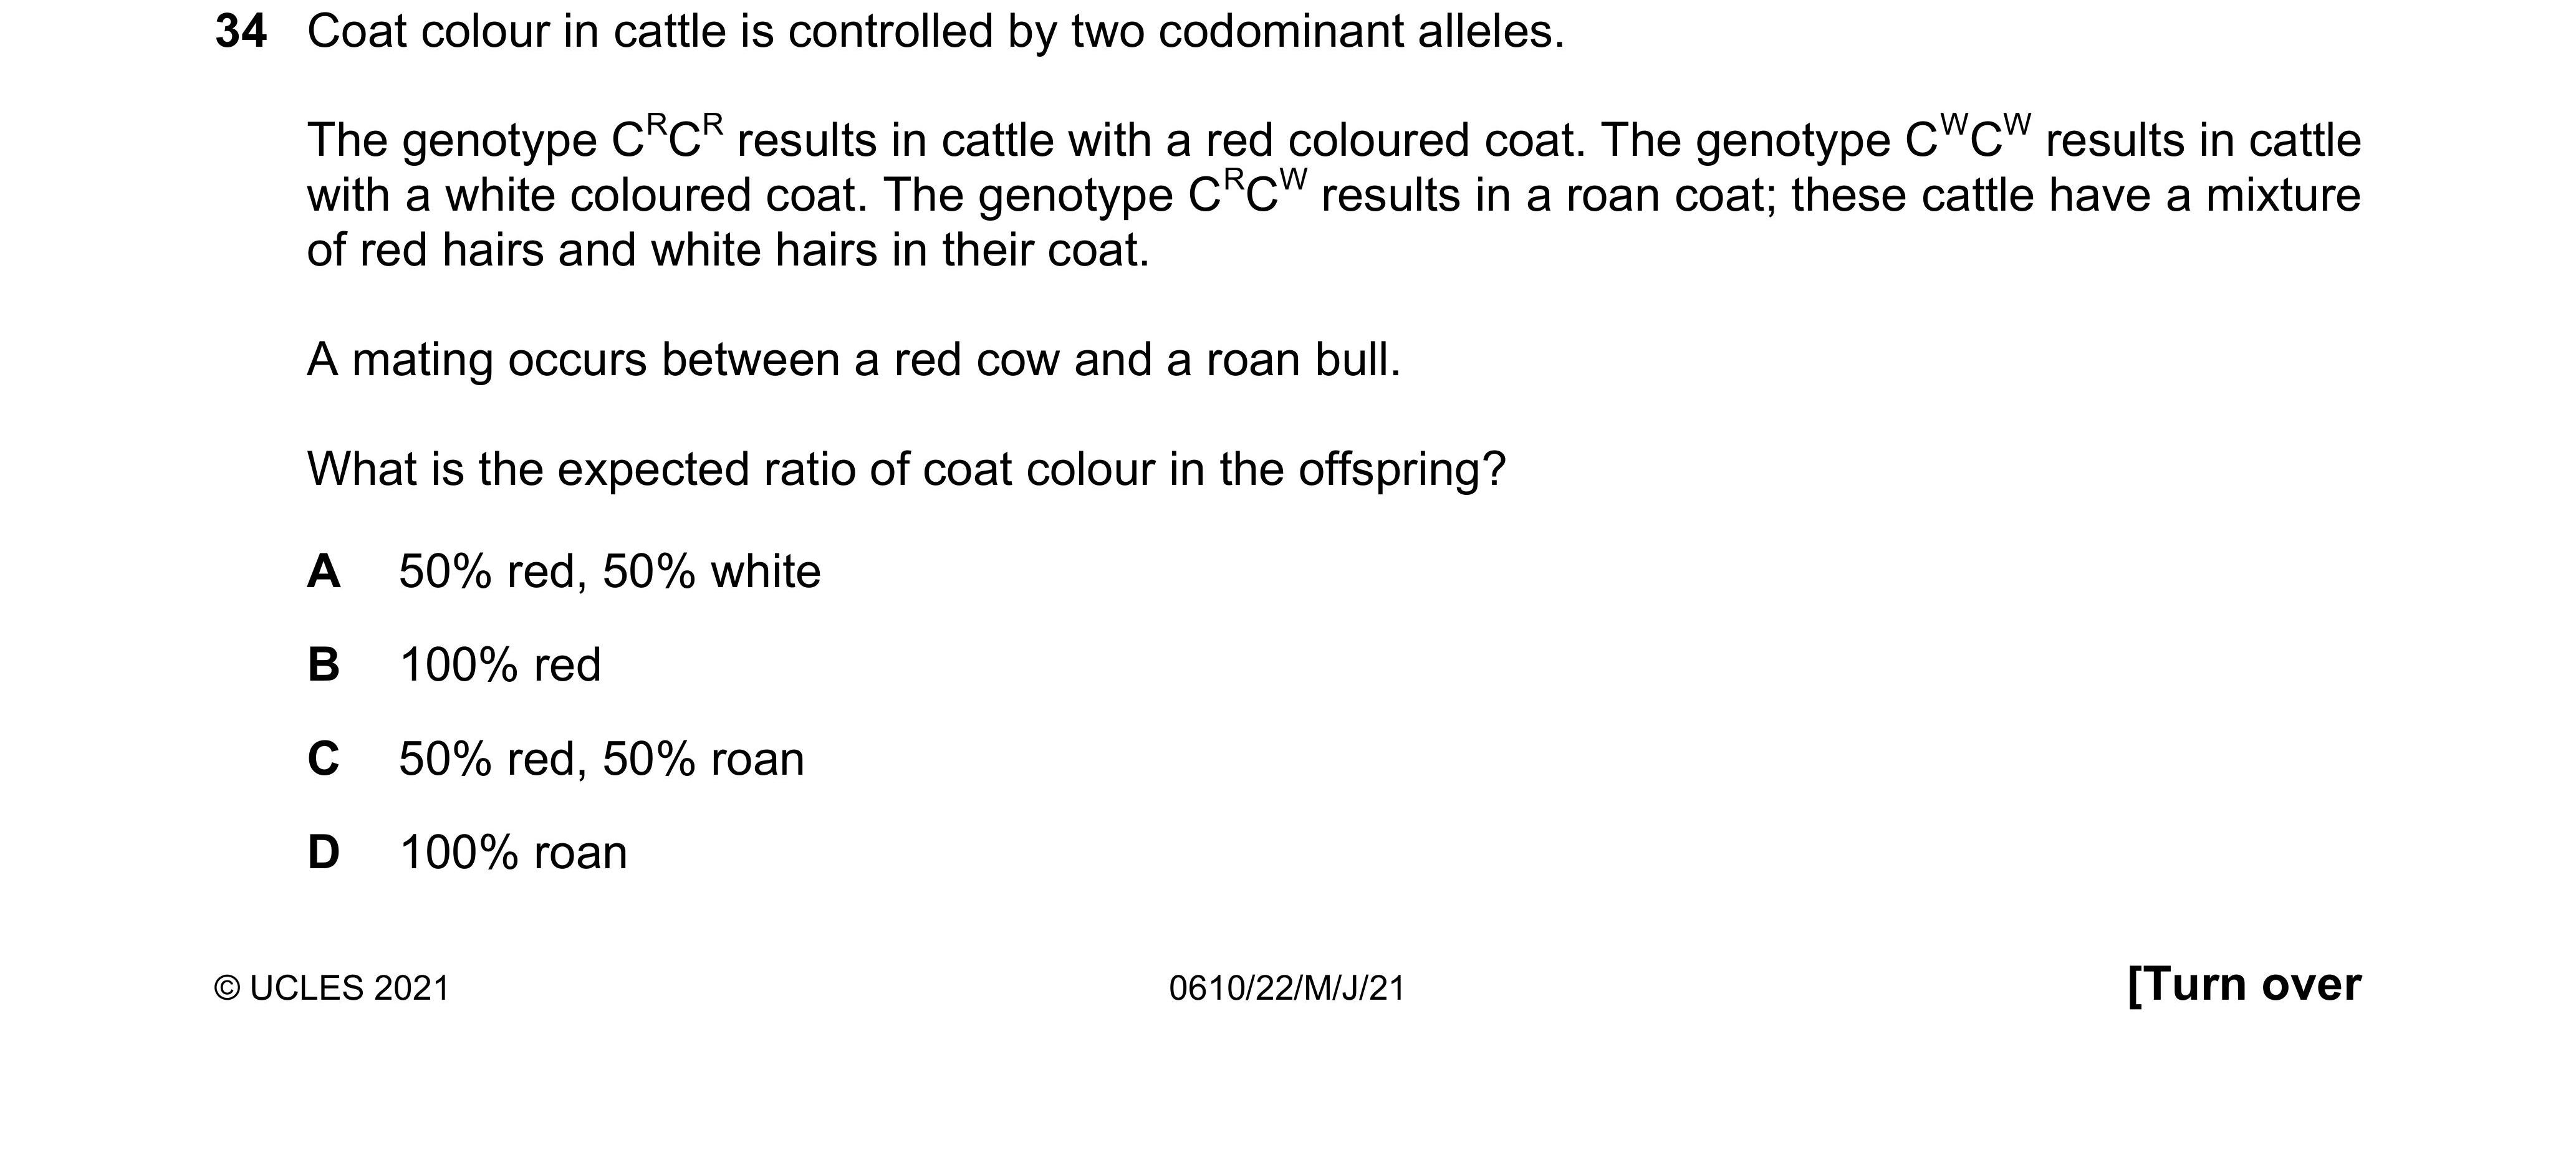 34 Coat colour in cattle is controlled by two codominant alleles.
The genotype CᴿCᴿ results in cattle with a red coloured coat. The genotype CᵂCᵂ results in cattle
with a white coloured coat. The genotype CᴿCᵂ results in a roan coat; these cattle have a mixture
of red hairs and white hairs in their coat.
A mating occurs between a red cow and a roan bull.
What is the expected ratio of coat colour in the offspring?
A 50% red, 50% white
B 100% red
C 50% red, 50% roan
D 100% roan
© UCLES 2021 0610/22/M/J/21 [Turn over